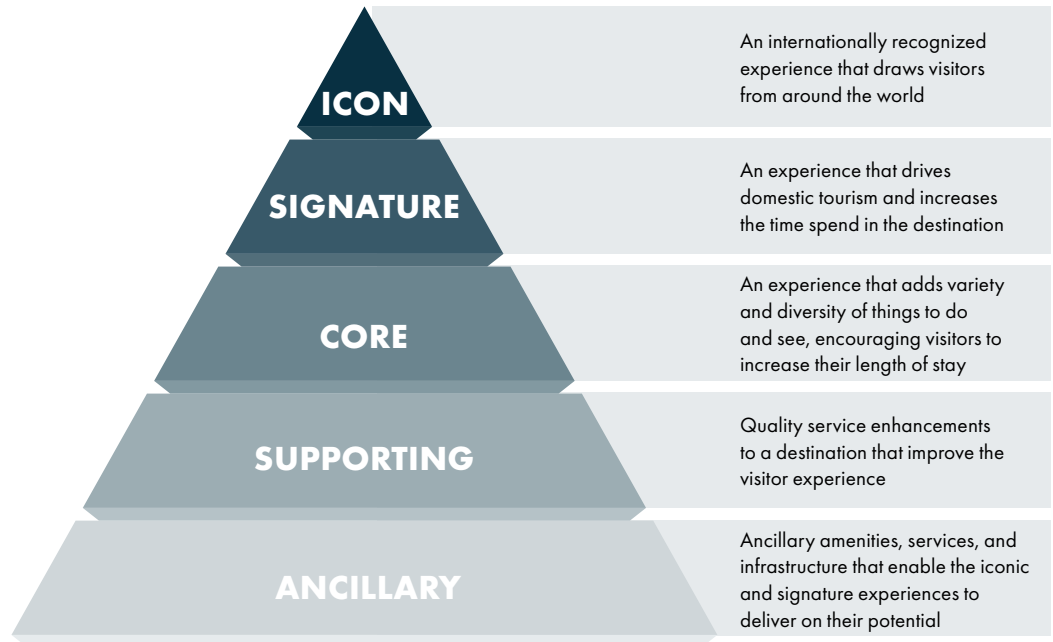 ICON
An internationally recognized
experience that draws visitors
from around the world
SIGNATURE
An experience that drives
domestic tourism and increases
the time spend in the destination
CORE
An experience that adds variety
and diversity of things to do
and see, encouraging visitors to
increase their length of stay
SUPPORTING
Quality service enhancements
to a destination that improve the
visitor experience
ANCILLARY
Ancillary amenities, services, and
infrastructure that enable the iconic
and signature experiences to
deliver on their potential